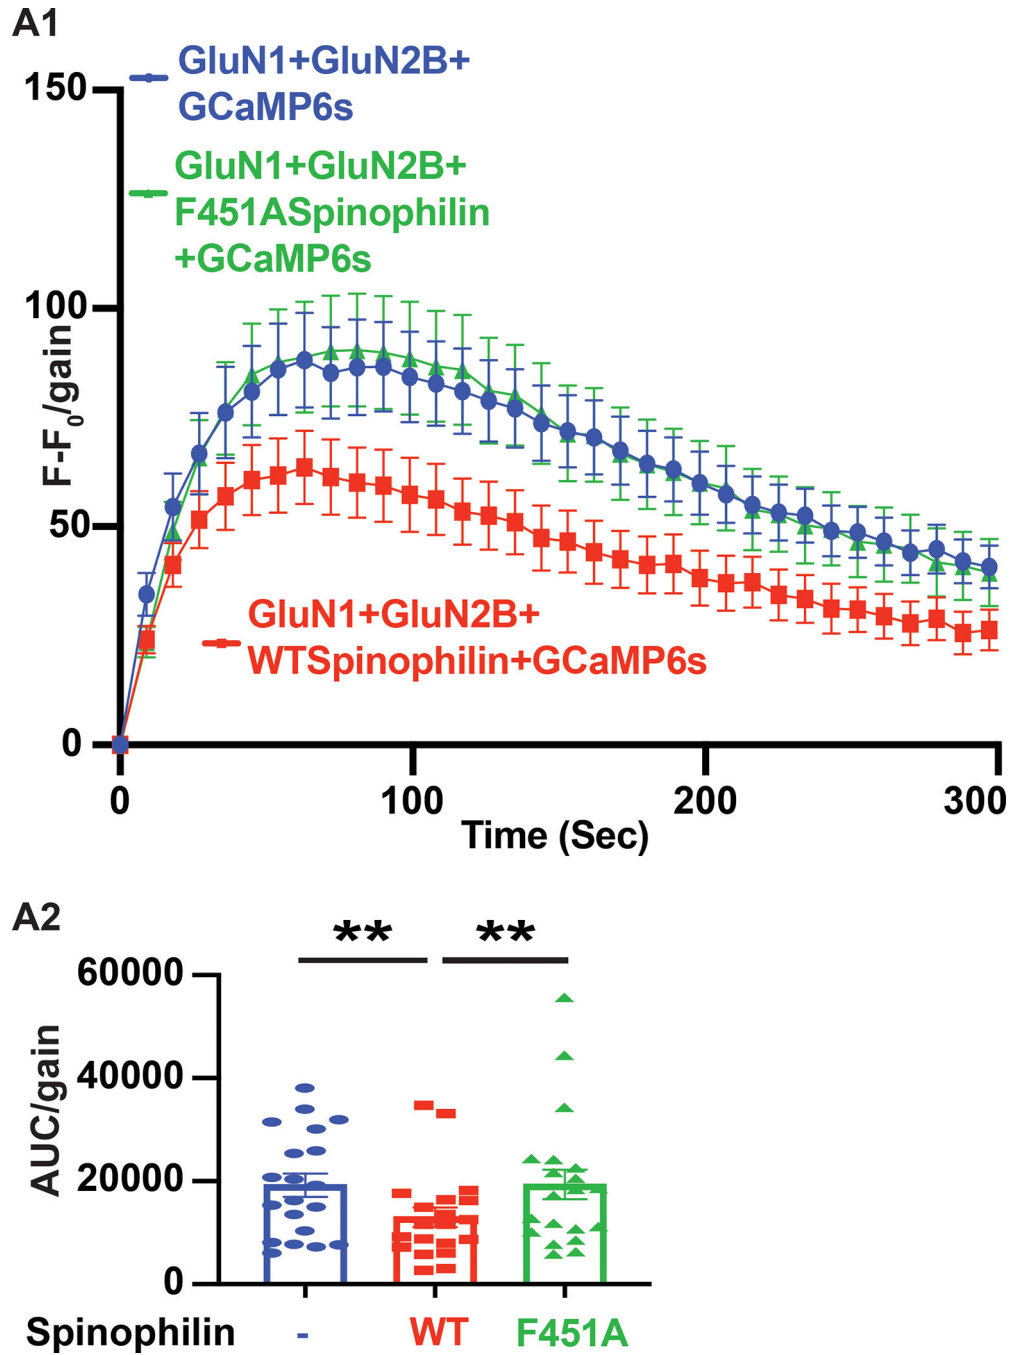 A1
GluN1+GluN2B+
GCaMP6s
GluN1+GluN2B+
F451ASpinophilin
+GCaMP6s
150
100
50
0
F-F0/gain
GluN1+GluN2B+
WTSpinophilin+GCaMP6s
0 100 200 300
Time (Sec)
A2
** **
60000
40000
20000
0
AUC/gain
Spinophilin - WT F451A